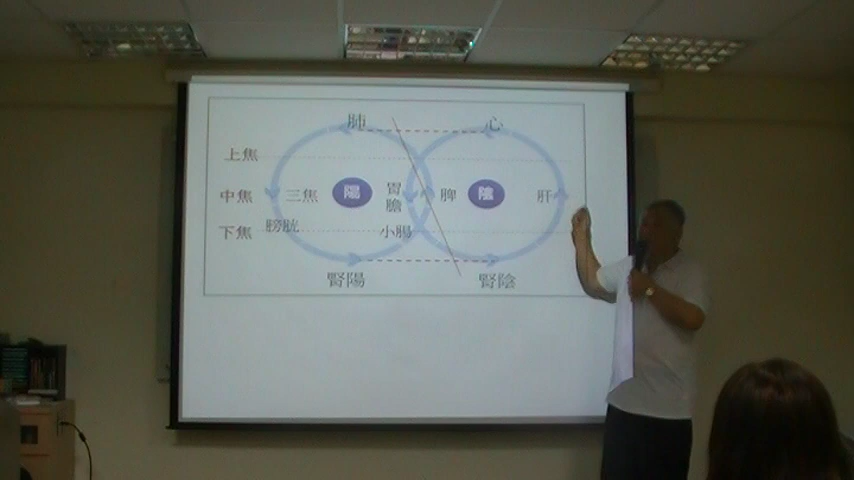 肺 心
上焦
中焦 三焦 陽 胃 脾 陰 肝
膽
下焦 膀胱 小腸
腎陽 腎陰